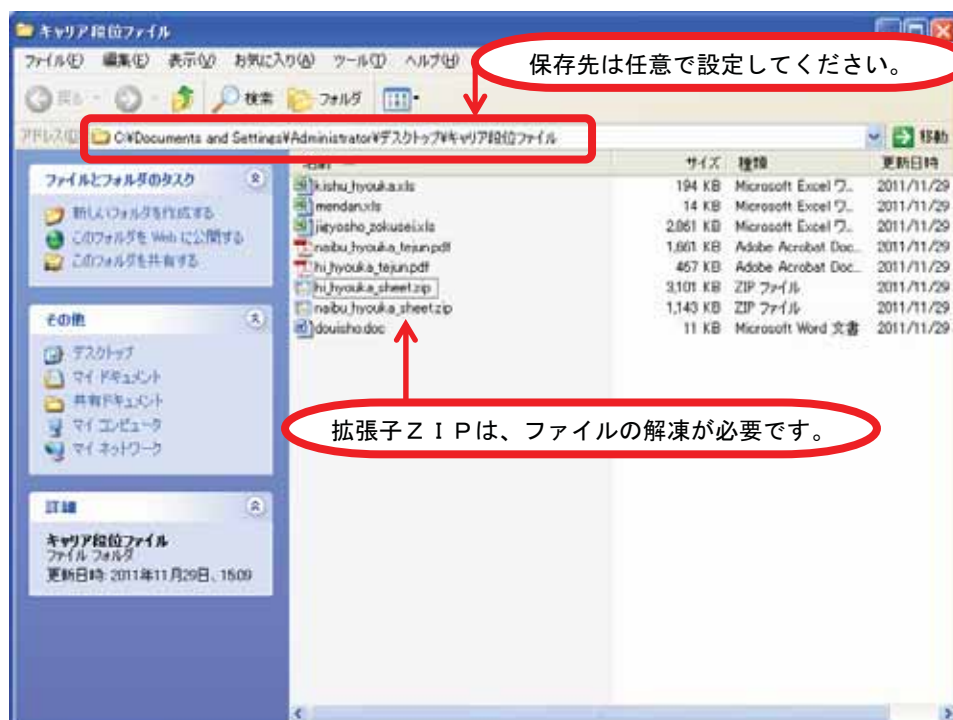 キャリア段位ファイル
ファイル(F) 編集(E) 表示(V) お気に入り(A) ツール(T) ヘルプ(H)
保存先は任意で設定してください。
戻る 検索 フォルダ
アドレス(D) C:¥Documents and Settings¥Administrator¥デスクトップ¥キャリア段位ファイル 移動
名前 サイズ 種類 更新日時
kishu_hyouka.xls 194 KB Microsoft Excel ワ... 2011/11/29
mendan.xls 14 KB Microsoft Excel ワ... 2011/11/29
jigyosho_zokusei.xls 2,861 KB Microsoft Excel ワ... 2011/11/29
naibu_hyouka_tejun.pdf 1,661 KB Adobe Acrobat Doc... 2011/11/29
hi_hyouka_tejun.pdf 467 KB Adobe Acrobat Doc... 2011/11/29
hi_hyouka_sheet.zip 3,101 KB ZIP ファイル 2011/11/29
naibu_hyouka_sheet.zip 1,143 KB ZIP ファイル 2011/11/29
douisho.doc 11 KB Microsoft Word 文書 2011/11/29
拡張子ZIPは、ファイルの解凍が必要です。
ファイルとフォルダのタスク
新しいフォルダを作成する
このフォルダを Web に公開する
このフォルダを共有する
その他
デスクトップ
マイ ドキュメント
共有ドキュメント
マイ コンピュータ
マイ ネットワーク
詳細
キャリア段位ファイル
ファイル フォルダ
更新日時: 2011年11月29日、15:09